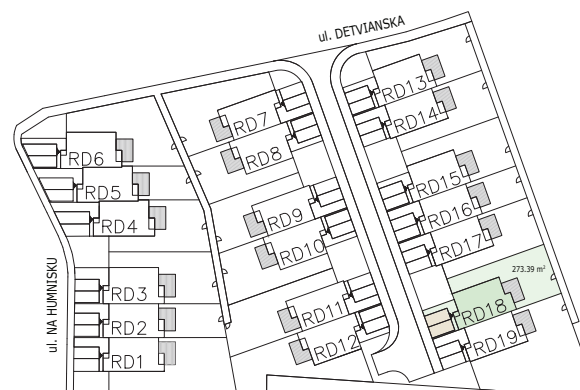 ul. DETVIANSKA
RD13
RD14
RD7
RD8
RD6
RD5
RD4
RD15
RD16
RD17
RD9
RD10
ul. NA HUMNISKU
RD3
RD2
RD1
273.39 m²
RD18
RD19
RD11
RD12